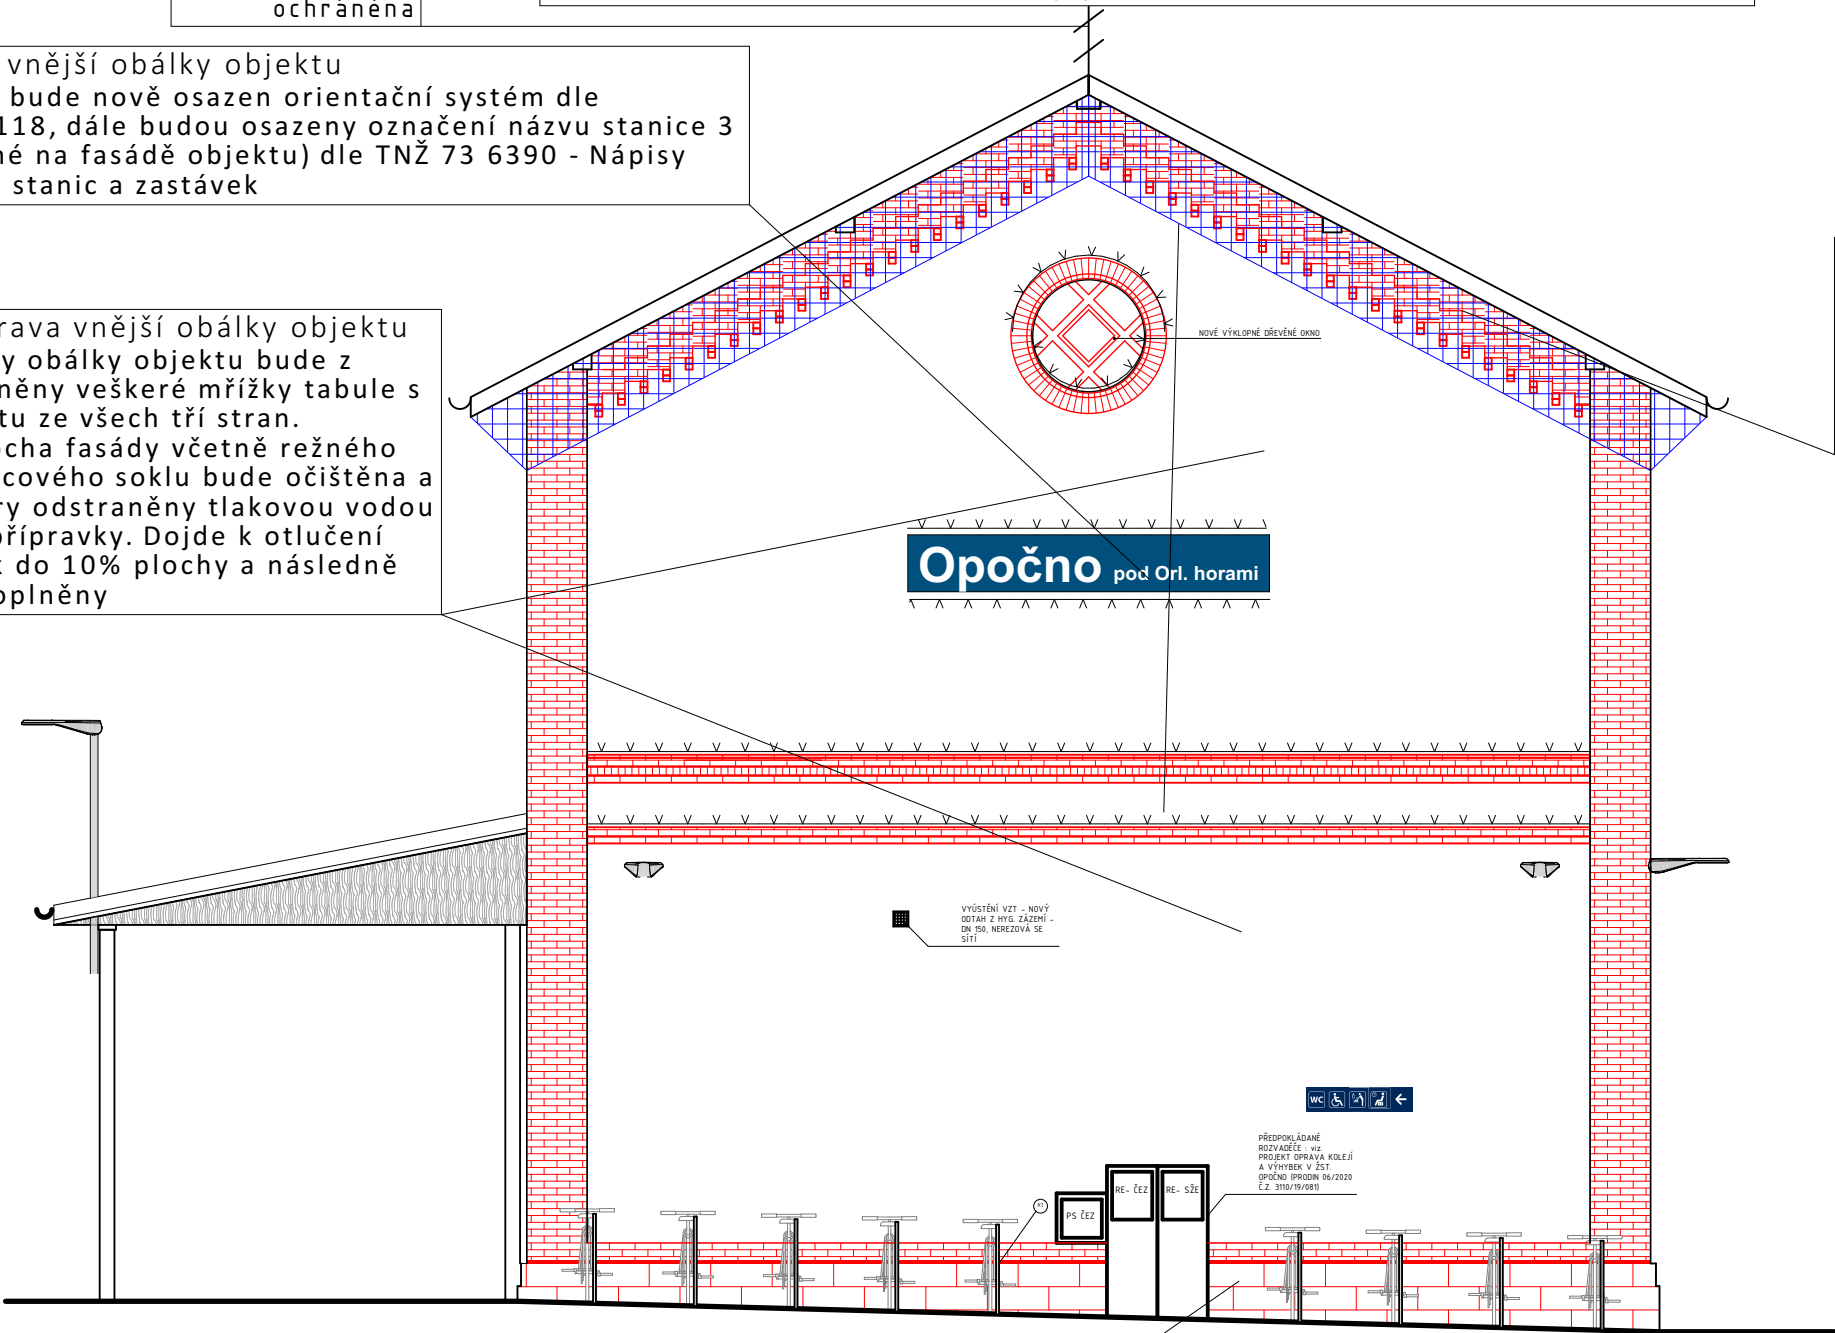 ochráněna
vnější obálky objektu
bude nově osazen orientační systém dle
118, dále budou osazeny označení názvu stanice 3
né na fasádě objektu) dle TNŽ 73 6390 - Nápisy
stanic a zastávek
rava vnější obálky objektu
y obálky objektu bude z
něny veškeré mřížky tabule s
tu ze všech tří stran.
ocha fasády včetně režného
cového soklu bude očištěna a
ry odstraněny tlakovou vodou
přípravky. Dojde k otlučení
k do 10% plochy a následně
oplněny
NOVÉ VÝKLOPNÉ DŘEVĚNÉ OKNO
Opočno pod Orl. horami
VYÚSTĚNÍ VZT - NOVÝ
ODTAH Z HYG. ZÁZEMÍ -
DN 150, NEREZOVÁ SE
SÍTÍ
WC
PŘEDPOKLÁDANÉ
ROZVADĚČE : viz.
PROJEKT OPRAVA KOLEJÍ
A VÝHYBEK V ŽST.
OPOČNO (PRODIN 06/2020
Č.Z. 3110/19/081)
RE- ČEZ
RE- SŽE
PS ČEZ